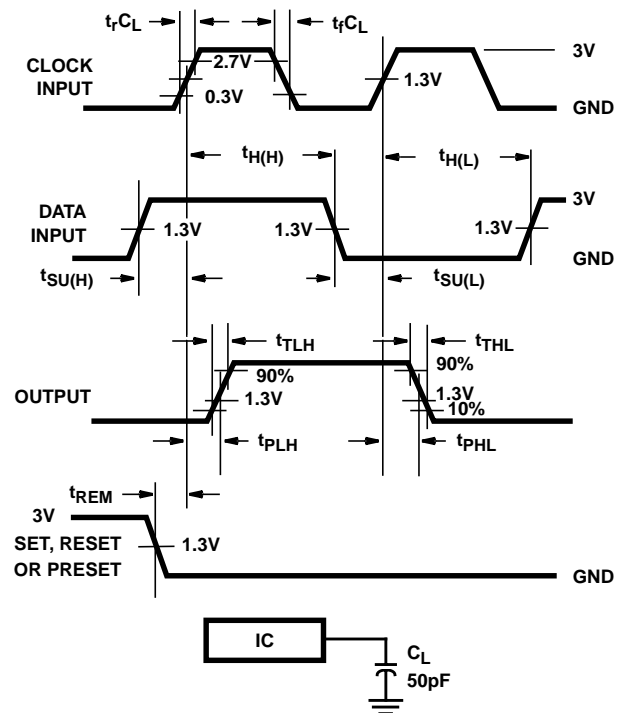 trCL
tfCL
CLOCK
INPUT
2.7V
0.3V
1.3V
3V
GND
tH(H)
tH(L)
DATA
INPUT
1.3V
1.3V
1.3V
3V
GND
tSU(H)
tSU(L)
tTLH
tTHL
OUTPUT
90%
1.3V
90%
1.3V
10%
tPLH
tPHL
tREM
3V
SET, RESET
OR PRESET
1.3V
GND
IC
CL
50pF